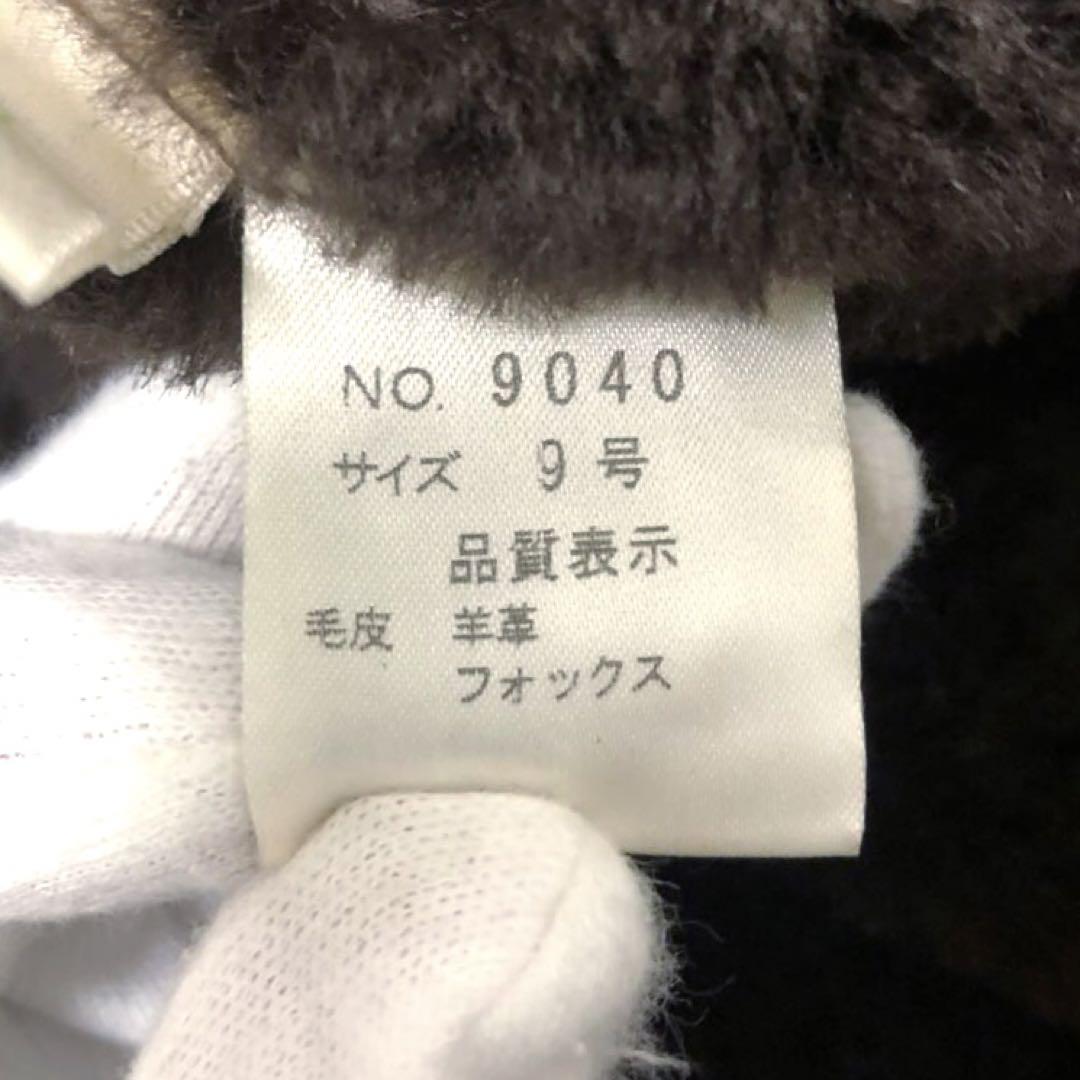 NO. 9040
サイズ 9号
品質表示
毛皮 羊革
フォックス